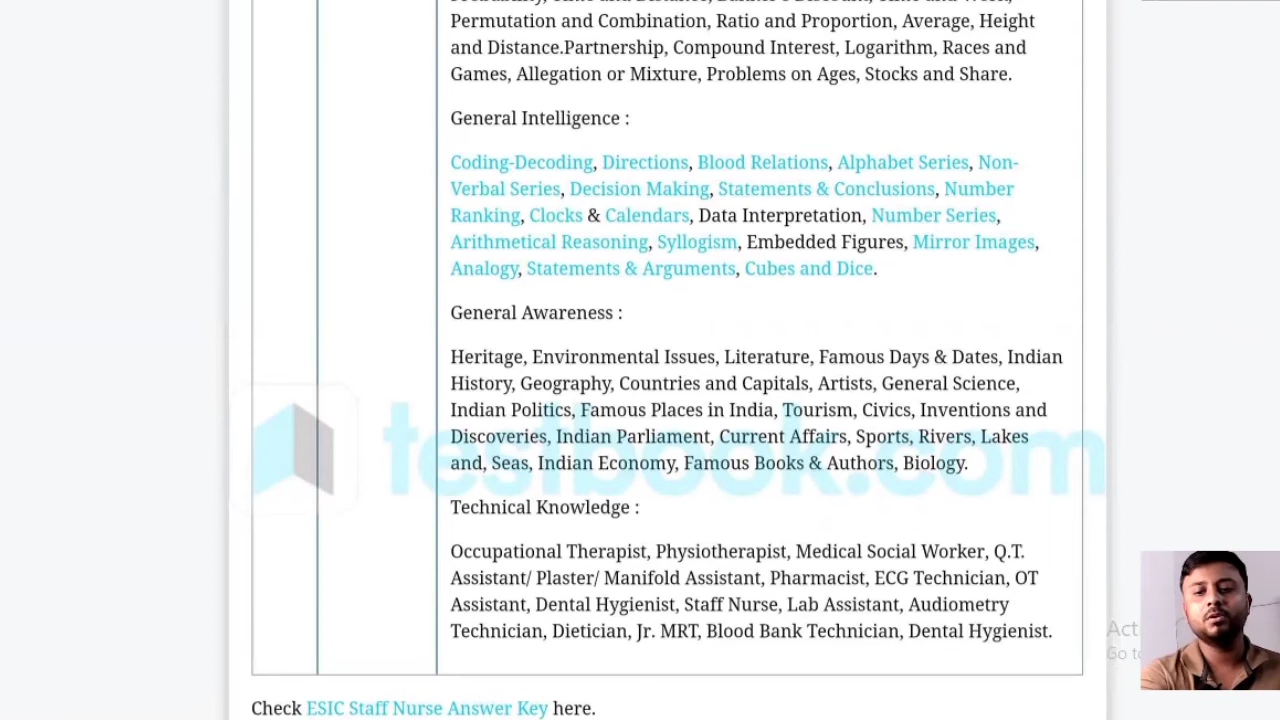 Permutation and Combination, Ratio and Proportion, Average, Height
and Distance.Partnership, Compound Interest, Logarithm, Races and
Games, Allegation or Mixture, Problems on Ages, Stocks and Share.
General Intelligence :
Coding-Decoding, Directions, Blood Relations, Alphabet Series, Non-
Verbal Series, Decision Making, Statements & Conclusions, Number
Ranking, Clocks & Calendars, Data Interpretation, Number Series,
Arithmetical Reasoning, Syllogism, Embedded Figures, Mirror Images,
Analogy, Statements & Arguments, Cubes and Dice.
General Awareness :
Heritage, Environmental Issues, Literature, Famous Days & Dates, Indian
History, Geography, Countries and Capitals, Artists, General Science,
Indian Politics, Famous Places in India, Tourism, Civics, Inventions and
Discoveries, Indian Parliament, Current Affairs, Sports, Rivers, Lakes
and, Seas, Indian Economy, Famous Books & Authors, Biology.
testbook.com
Technical Knowledge :
Occupational Therapist, Physiotherapist, Medical Social Worker, Q.T.
Assistant/ Plaster/ Manifold Assistant, Pharmacist, ECG Technician, OT
Assistant, Dental Hygienist, Staff Nurse, Lab Assistant, Audiometry
Technician, Dietician, Jr. MRT, Blood Bank Technician, Dental Hygienist.
Act
Go to
Check ESIC Staff Nurse Answer Key here.